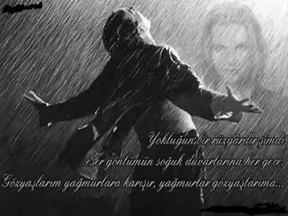 Yokluğun bir rüzgardır şimdi,
eser gönlümün soğuk duvarlarına her gece,
Gözyaşlarım yağmurlara karışır, yağmurlar gözyaşlarıma...